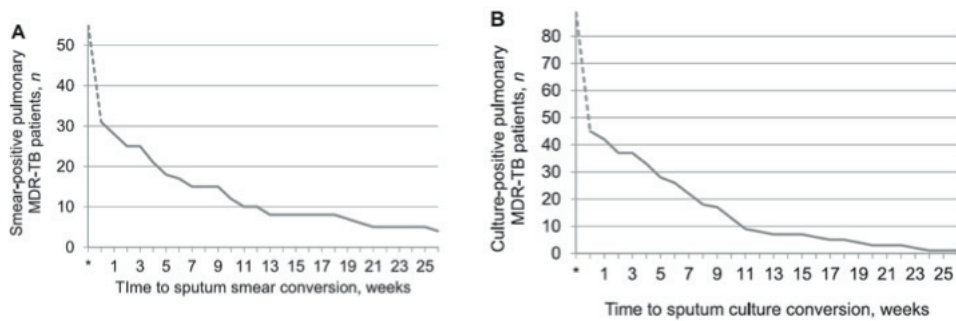 A
Smear-positive pulmonary
MDR-TB patients, n
50
40
30
20
10
0
* 1 3 5 7 9 11 13 15 17 19 21 23 25
TIme to sputum smear conversion, weeks
B
Culture-positive pulmonary
MDR-TB patients, n
80
70
60
50
40
30
20
10
0
* 1 3 5 7 9 11 13 15 17 19 21 23 25
Time to sputum culture conversion, weeks